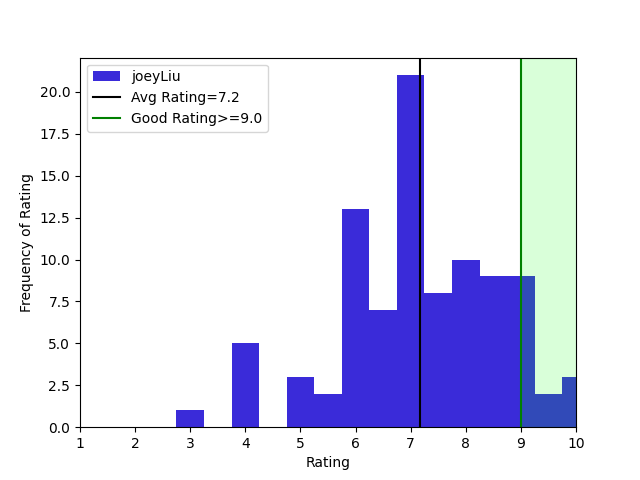 joeyLiu
Avg Rating=7.2
Good Rating>=9.0
20.0
17.5
15.0
12.5
10.0
7.5
5.0
2.5
0.0
Frequency of Rating
1 2 3 4 5 6 7 8 9 10
Rating